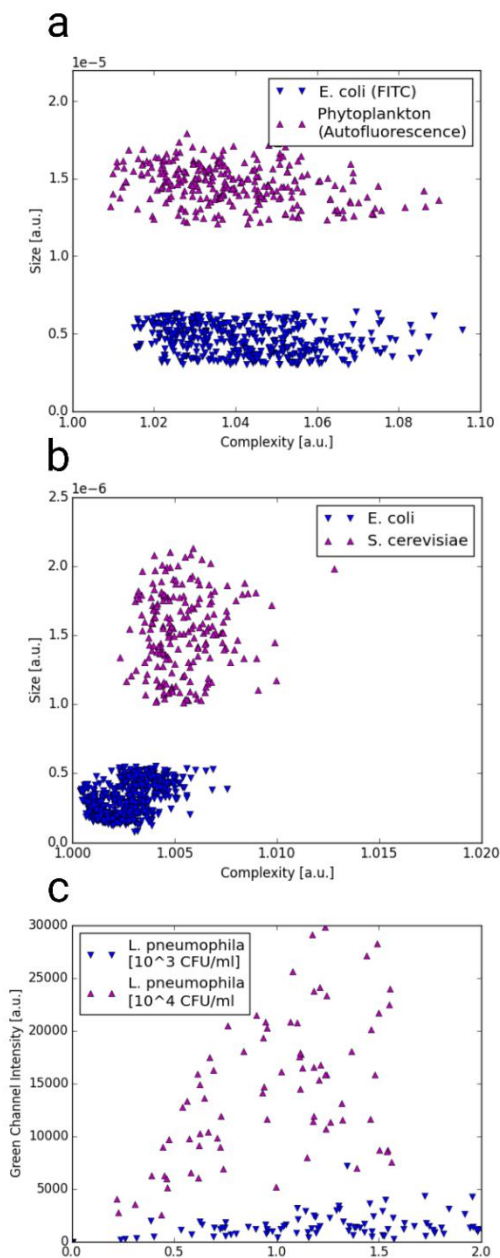 a
1e−5
2.0
1.5
1.0
0.5
0.0
Size [a.u.]
E. coli (FITC)
Phytoplankton
(Autofluorescence)
1.00 1.02 1.04 1.06 1.08 1.10
Complexity [a.u.]
b
1e−6
2.5
2.0
1.5
1.0
0.5
0.0
Size [a.u.]
E. coli
S. cerevisiae
1.000 1.005 1.010 1.015 1.020
Complexity [a.u.]
c
30000
25000
20000
15000
10000
5000
0
Green Channel Intensity [a.u.]
L. pneumophila
[10^3 CFU/ml]
L. pneumophila
[10^4 CFU/ml
0.0 0.5 1.0 1.5 2.0